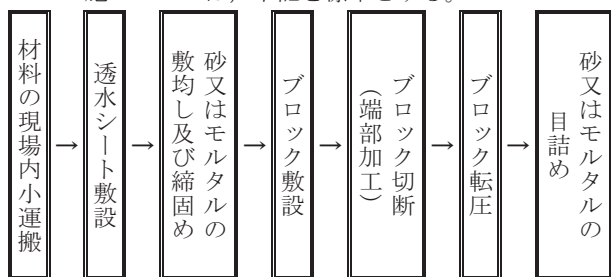 材料の現場内小運搬
→
透水シート敷設
→
砂又はモルタルの
敷均し及び締固め
→
ブロック敷設
→
ブロック切断
(端部加工)
→
ブロック転圧
→
砂又はモルタルの
目詰め